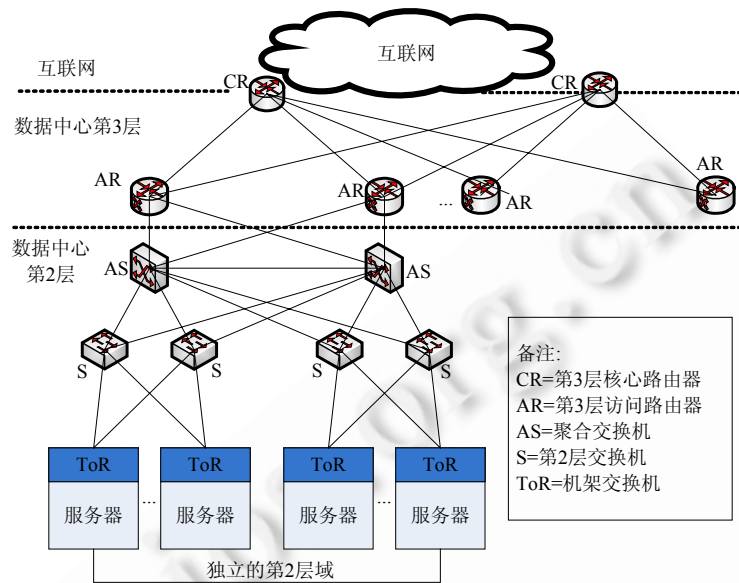 互联网
互联网
CR
CR
数据中心第3层
AR
AR
...
AR
AR
数据中心
第2层
AS
AS
S
S
S
S
备注:
CR=第3层核心路由器
AR=第3层访问路由器
AS=聚合交换机
S=第2层交换机
ToR=机架交换机
ToR
ToR
ToR
ToR
服务器
...
服务器
服务器
...
服务器
独立的第2层域